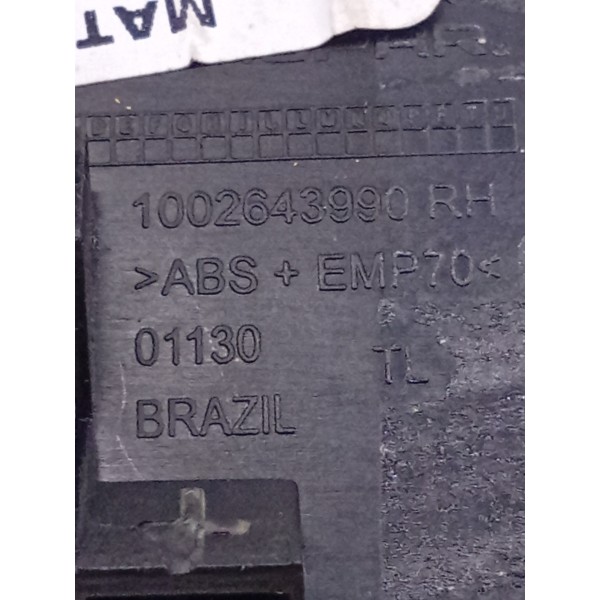 MAT
1002643990 RH
>ABS + EMP70<
01130
TL
BRAZIL